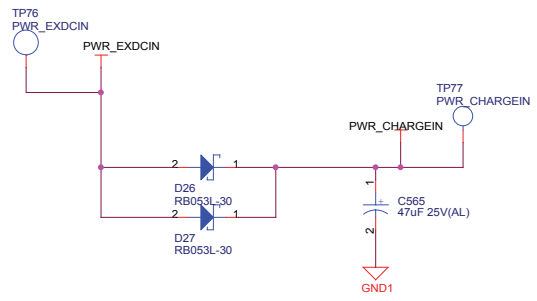 TP76
PWR_EXDCIN
PWR_EXDCIN
TP77
PWR_CHARGEIN
PWR_CHARGEIN
2
1
D26
RB053L-30
2
1
D27
RB053L-30
1
C565
47uF 25V(AL)
2
GND1